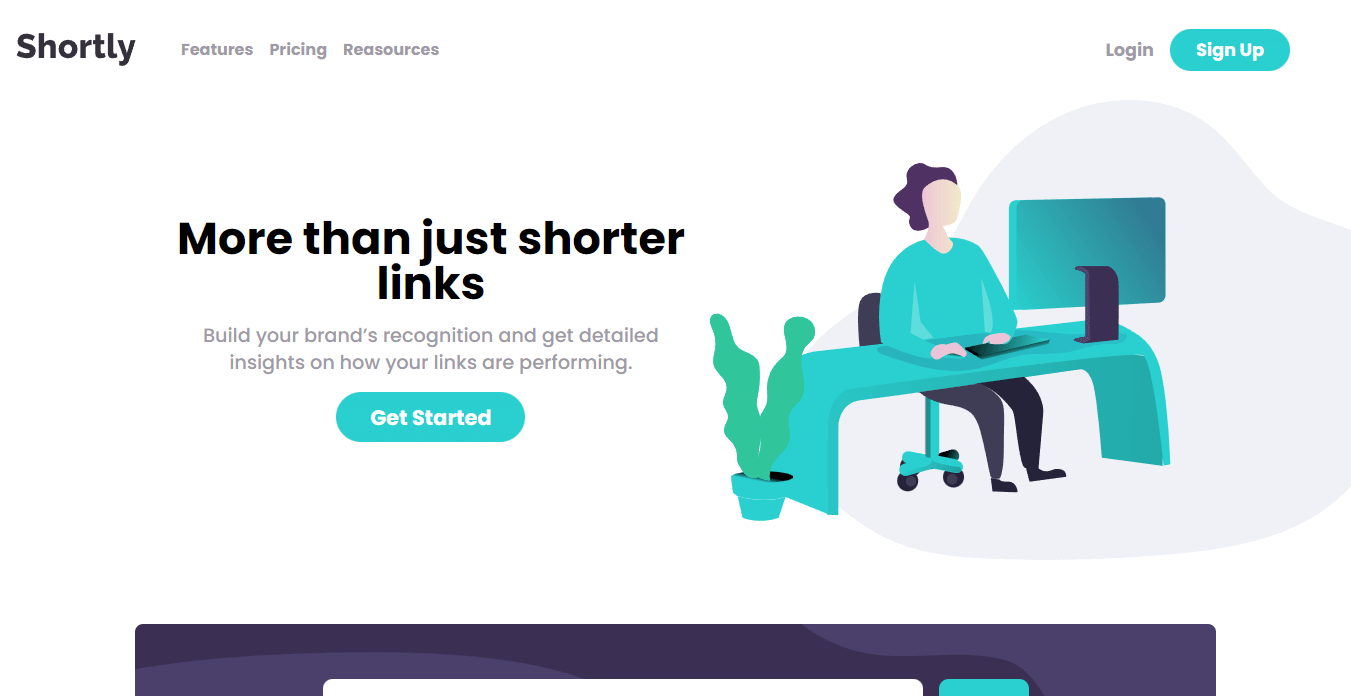 Shortly
Features Pricing Reasources
Login Sign Up
More than just shorter
links
Build your brand’s recognition and get detailed
insights on how your links are performing.
Get Started